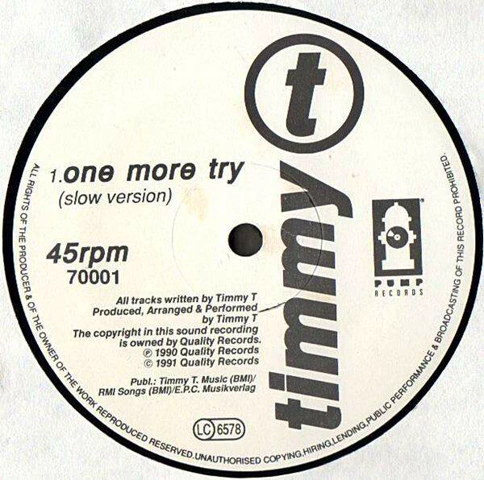 timmy t
1.one more try
(slow version)
45rpm
70001
All tracks written by Timmy T
Produced, Arranged & Performed
by Timmy T
The copyright in this sound recording
is owned by Quality Records.
℗ 1990 Quality Records
© 1991 Quality Records
Publ.: Timmy T. Music (BMI)/
RMI Songs (BMI)/E.P.C. Musikverlag
LC 6578
PUMP
RECORDS
ALL RIGHTS OF THE PRODUCER & OF THE OWNER OF THE WORK REPRODUCED RESERVED.UNAUTHORISED COPYING,HIRING,LENDING,PUBLIC PERFORMANCE & BROADCASTING OF THIS RECORD PROHIBITED.